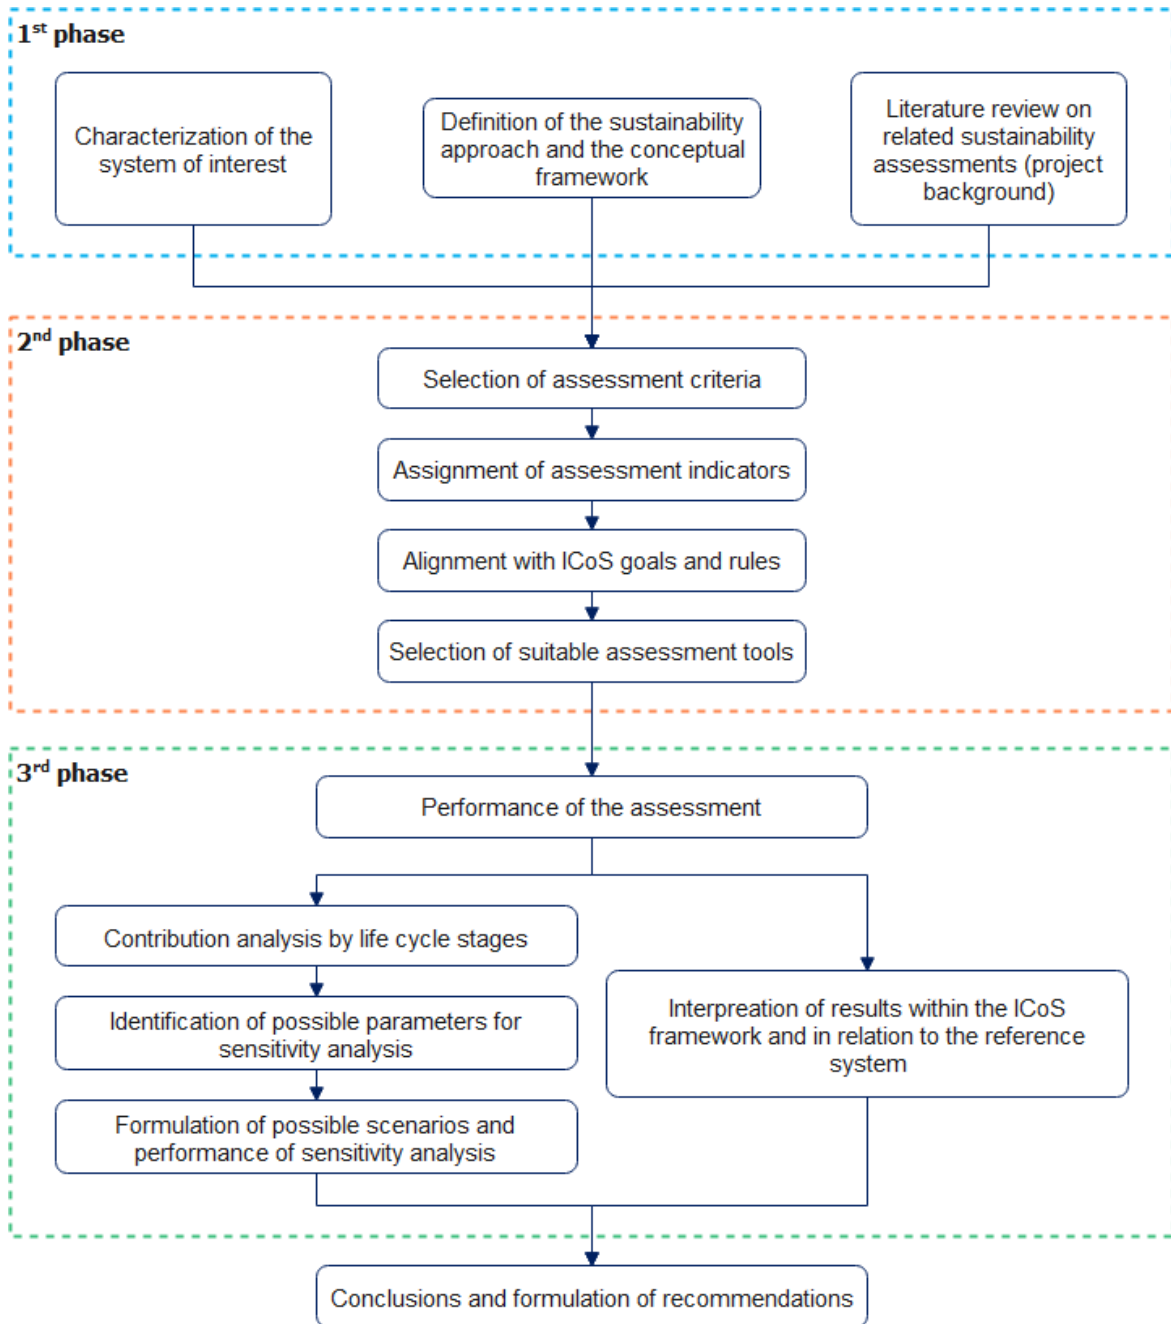 1st phase
Characterization of the
system of interest
Definition of the sustainability
approach and the conceptual
framework
Literature review on
related sustainability
assessments (project
background)
2nd phase
Selection of assessment criteria
Assignment of assessment indicators
Alignment with ICoS goals and rules
Selection of suitable assessment tools
3rd phase
Performance of the assessment
Contribution analysis by life cycle stages
Identification of possible parameters for
sensitivity analysis
Formulation of possible scenarios and
performance of sensitivity analysis
Interpreation of results within the ICoS
framework and in relation to the reference
system
Conclusions and formulation of recommendations